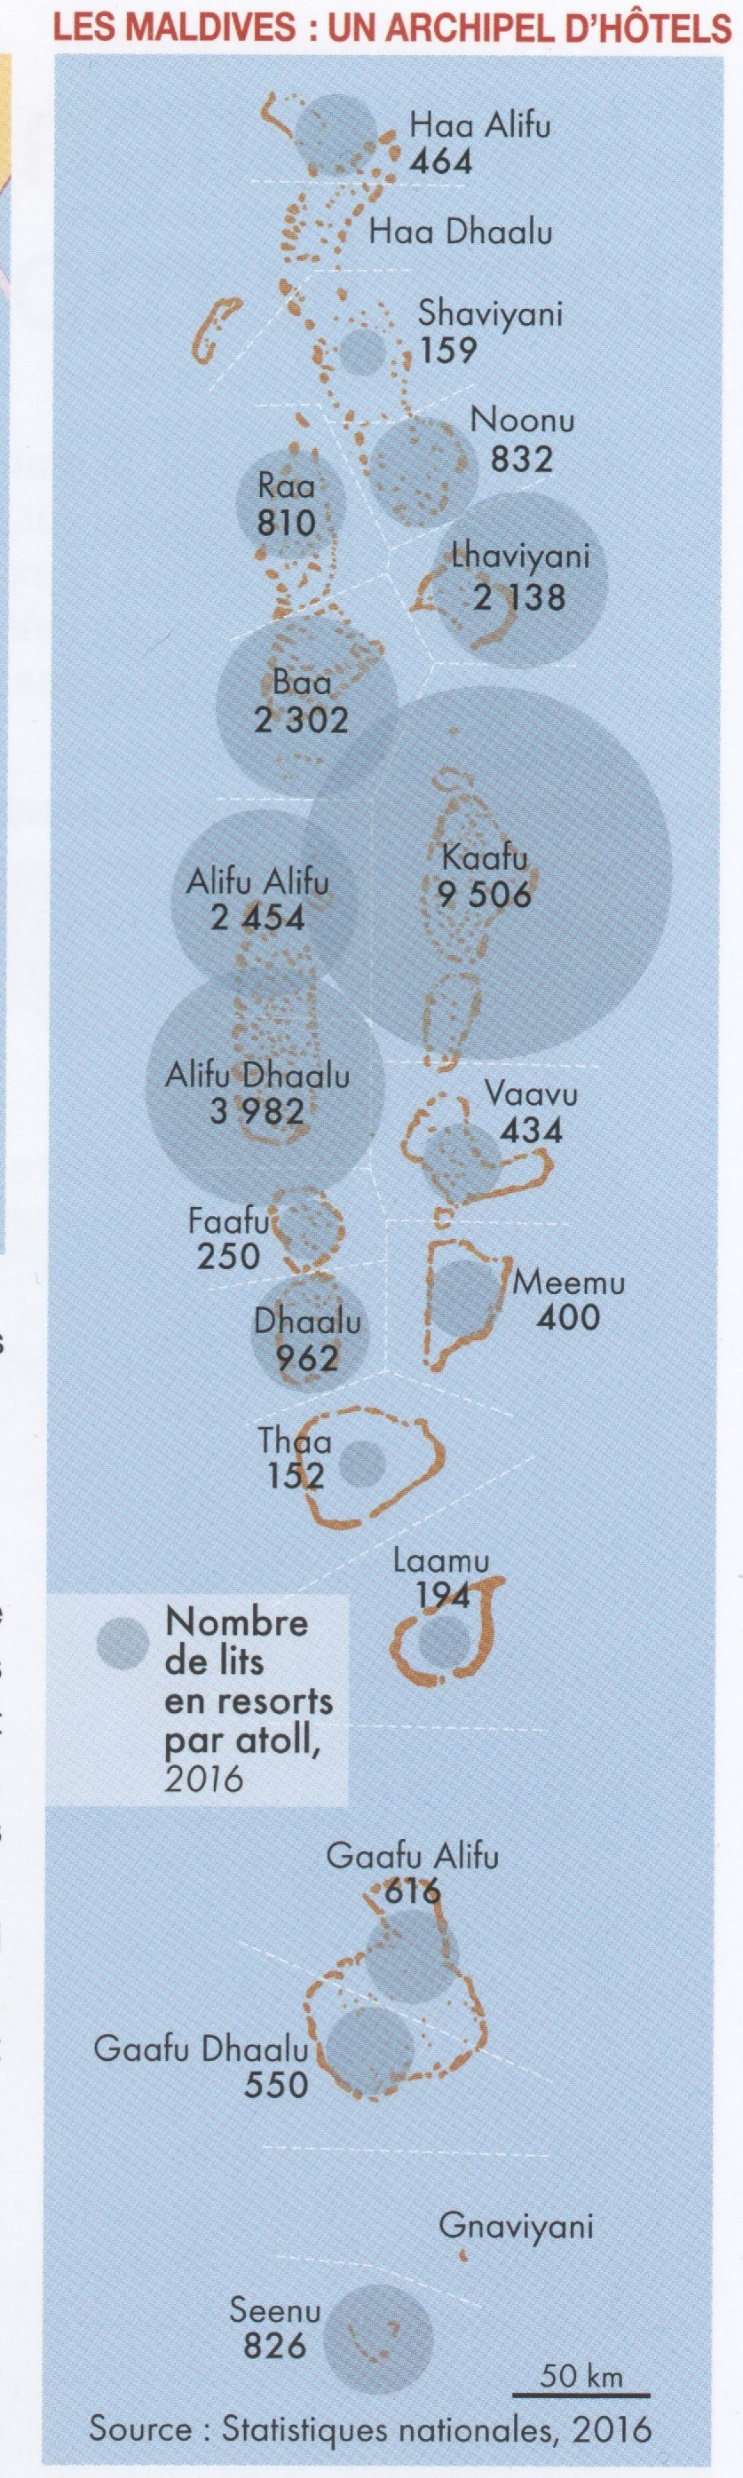 LES MALDIVES : UN ARCHIPEL D'HÔTELS
Haa Alifu
464
Haa Dhaalu
Shaviyani
159
Noonu
832
Raa
810
Lhaviyani
2 138
Baa
2 302
Kaafu
9 506
Alifu Alifu
2 454
Alifu Dhaalu
3 982
Vaavu
434
Faafu
250
Meemu
400
Dhaalu
962
Thaa
152
Laamu
194
Nombre
de lits
en resorts
par atoll,
2016
Gaafu Alifu
616
Gaafu Dhaalu
550
Gnaviyani
Seenu
826
50 km
Source : Statistiques nationales, 2016